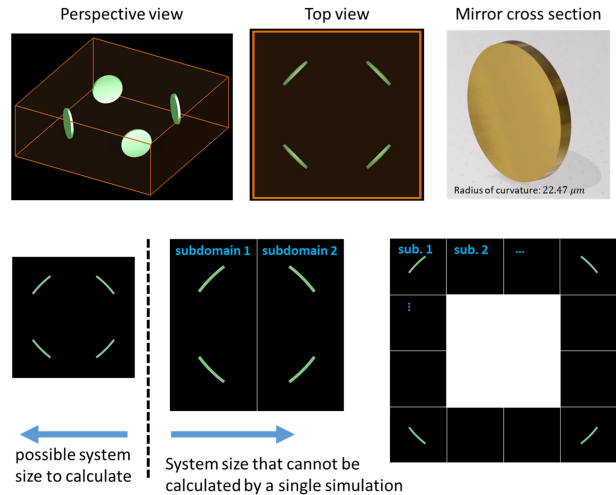 Perspective view
Top view
Mirror cross section
Radius of curvature: 22.47 μm
subdomain 1
subdomain 2
sub. 1
sub. 2
...
⋮
possible system
size to calculate
System size that cannot be
calculated by a single simulation